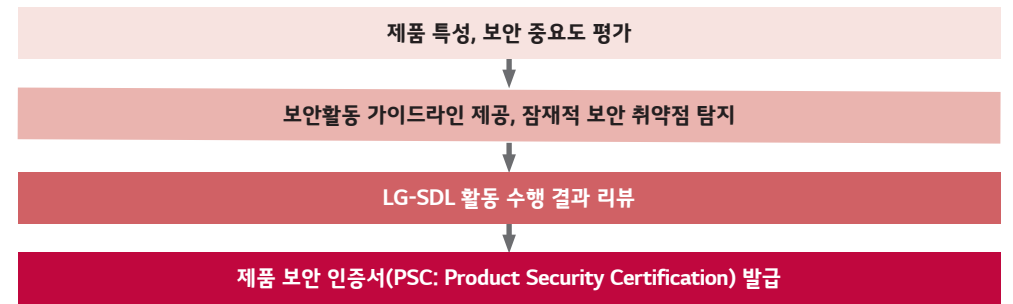 제품 특성, 보안 중요도 평가
보안활동 가이드라인 제공, 잠재적 보안 취약점 탐지
LG-SDL 활동 수행 결과 리뷰
제품 보안 인증서(PSC: Product Security Certification) 발급